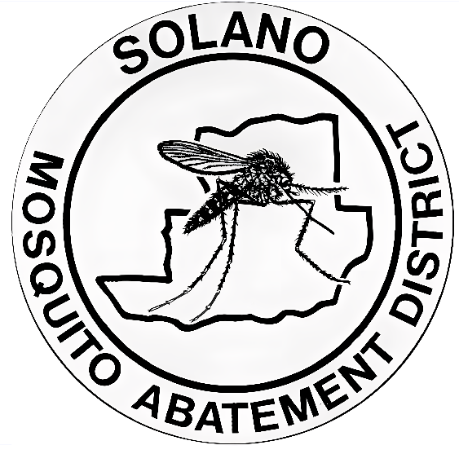 SOLANO
MOSQUITO ABATEMENT DISTRICT